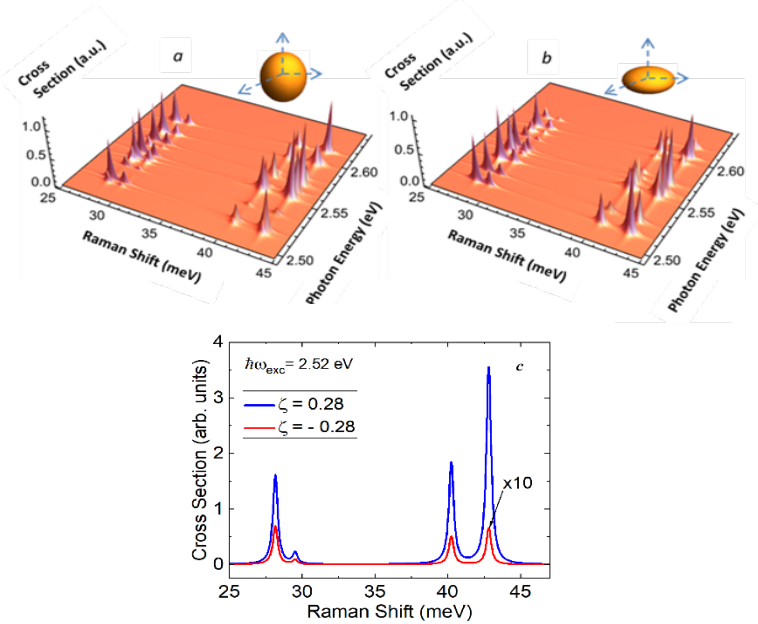 a
Cross
Section (a.u.)
1.0
0.5
0.0
25
30
35
40
45
Raman Shift (meV)
2.50
2.55
2.60
Photon Energy (eV)
b
Cross
Section (a.u.)
1.0
0.5
0.0
25
30
35
40
45
Raman Shift (meV)
2.50
2.55
2.60
Photon Energy (eV)
c
ħω_exc= 2.52 eV
ζ = 0.28
ζ = - 0.28
x10
Cross Section (arb. units)
4
3
2
1
0
25 30 35 40 45
Raman Shift (meV)